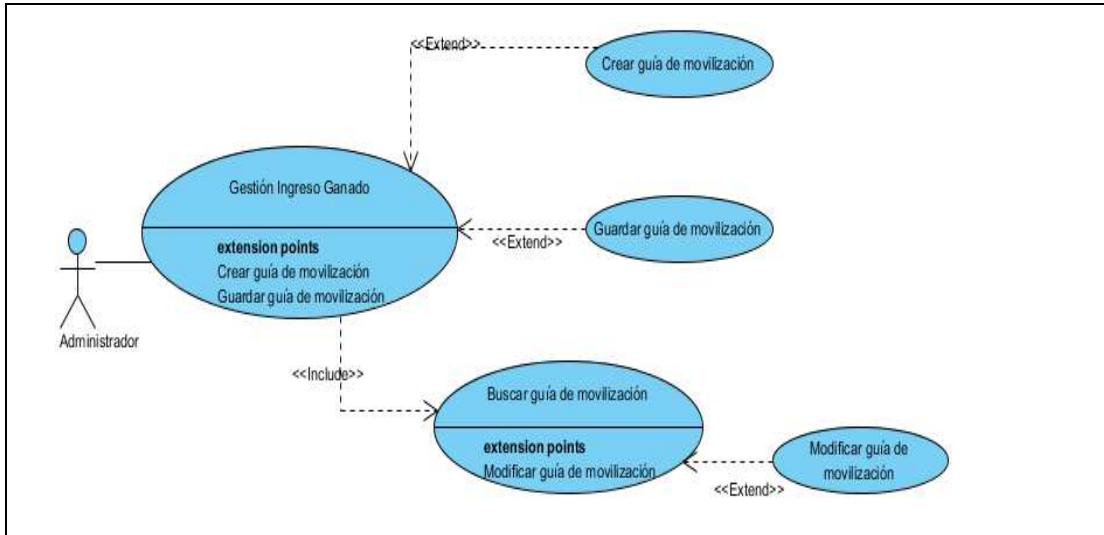 <<Extend>>
Crear guía de movilización
Gestión Ingreso Ganado
extension points
Crear guía de movilización
Guardar guía de movilización
<<Extend>>
Guardar guía de movilización
Administrador
<<Include>>
Buscar guía de movilización
extension points
Modificar guía de movilización
<<Extend>>
Modificar guía de
movilización